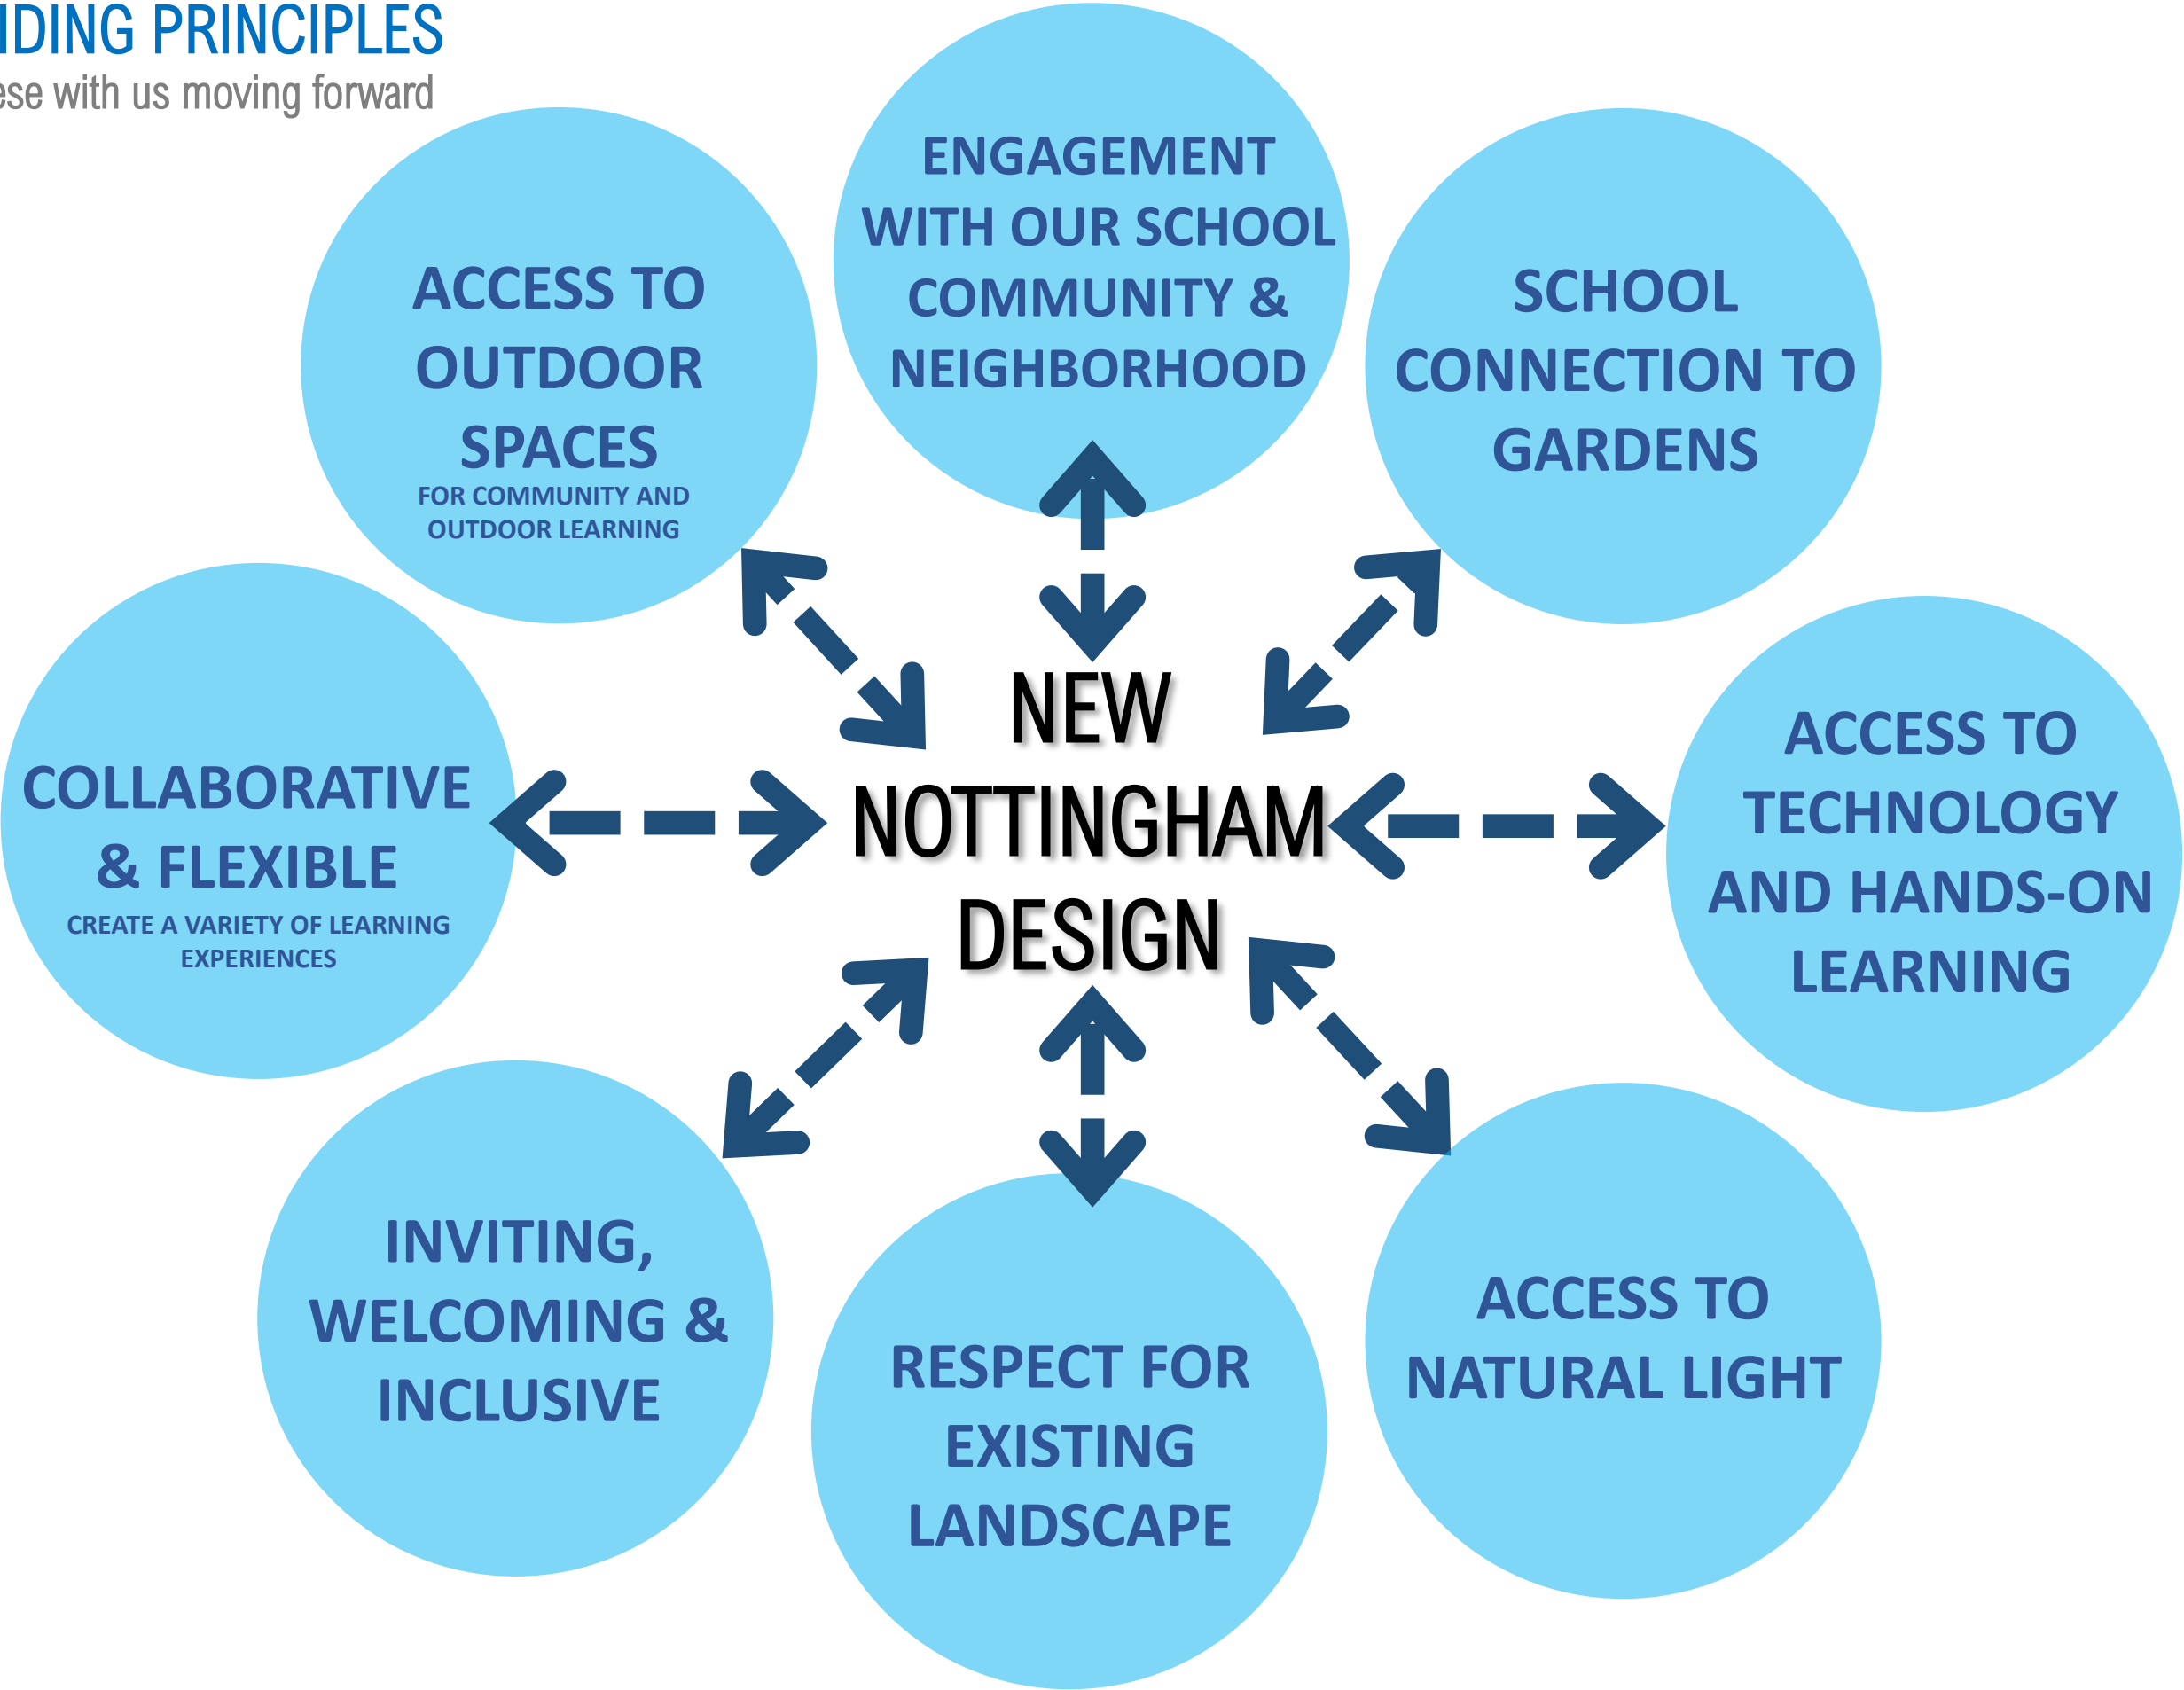 DING PRINCIPLES
ese with us moving forward
ENGAGEMENT
WITH OUR SCHOOL
COMMUNITY &
NEIGHBORHOOD
ACCESS TO
OUTDOOR
SPACES
FOR COMMUNITY AND
OUTDOOR LEARNING
SCHOOL
CONNECTION TO
GARDENS
COLLABORATIVE
& FLEXIBLE
CREATE A VARIETY OF LEARNING
EXPERIENCES
NEW
NOTTINGHAM
DESIGN
ACCESS TO
TECHNOLOGY
AND HANDS-ON
LEARNING
INVITING,
WELCOMING &
INCLUSIVE
RESPECT FOR
EXISTING
LANDSCAPE
ACCESS TO
NATURAL LIGHT